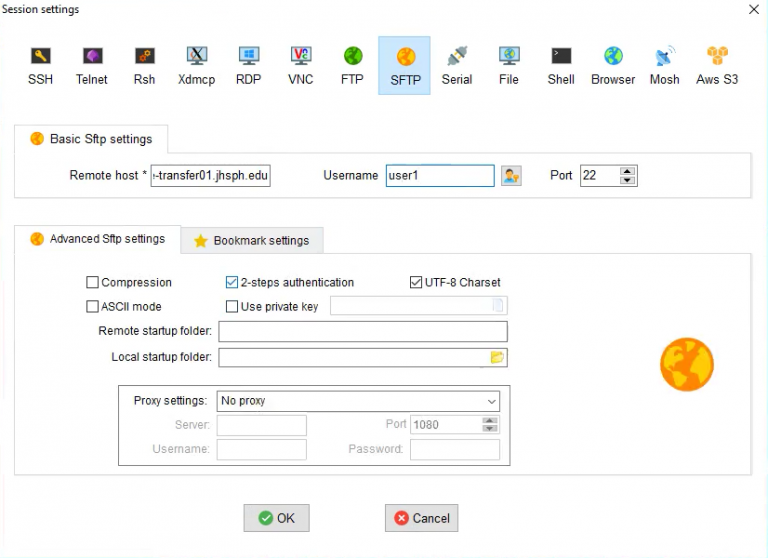 Session settings
SSH Telnet Rsh Xdmcp RDP VNC FTP SFTP Serial File Shell Browser Mosh Aws S3
Basic Sftp settings
Remote host * -transfer01.jhsph.edu Username user1 Port 22
Advanced Sftp settings Bookmark settings
Compression 2-steps authentication UTF-8 Charset
ASCII mode Use private key
Remote startup folder:
Local startup folder:
Proxy settings: No proxy
Server: Port 1080
Username: Password:
OK Cancel